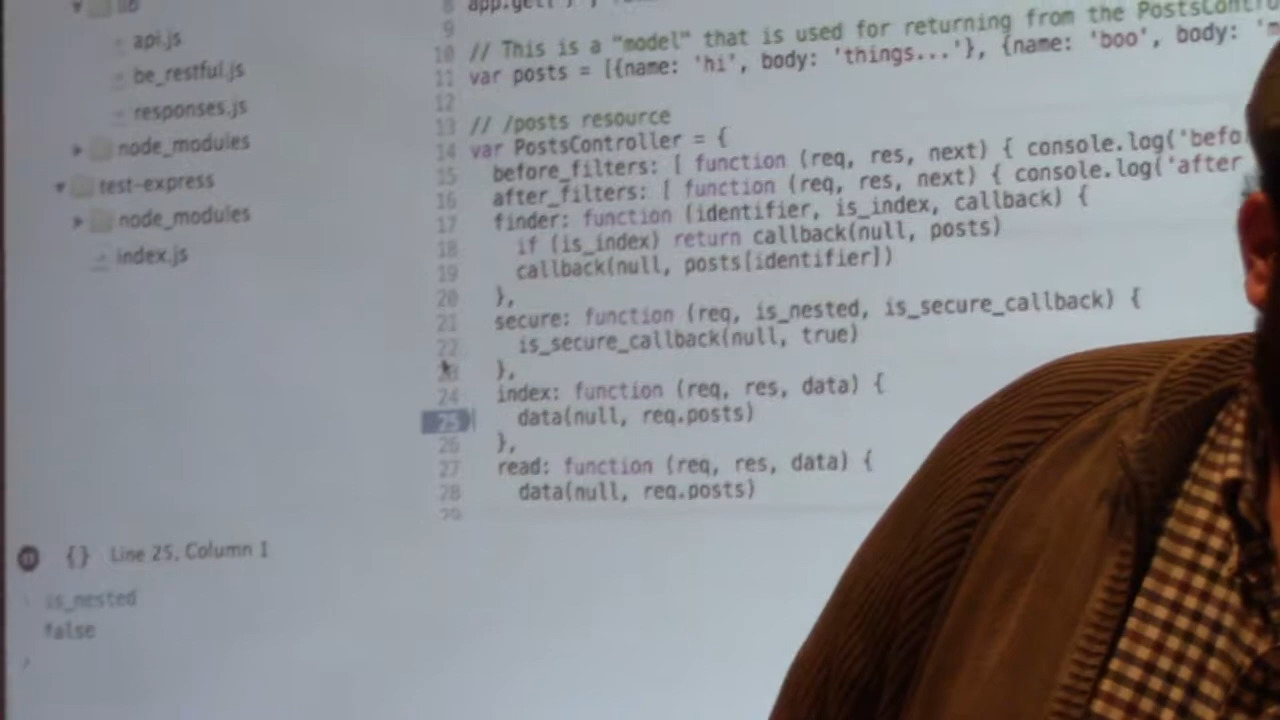 lib
api.js
be_restful.js
responses.js
node_modules
test-express
node_modules
index.js
8 app.get(
9
10 // This is a "model" that is used for returning from the
11 var posts = [{name: 'hi', body: 'things...'}, {name: 'boo', body:
12
13 // /posts resource
14 var PostsController = {
15 before_filters: [ function (req, res, next) { console.log('befo
16 after_filters: [ function (req, res, next) { console.log('after
17 finder: function (identifier, is_index, callback) {
18 if (is_index) return callback(null, posts)
19 callback(null, posts[identifier])
20 },
21 secure: function (req, is_nested, is_secure_callback) {
22 is_secure_callback(null, true)
23 },
24 index: function (req, res, data) {
25 data(null, req.posts)
26 },
27 read: function (req, res, data) {
28 data(null, req.posts)
29
{} Line 25, Column 1
is_nested
false